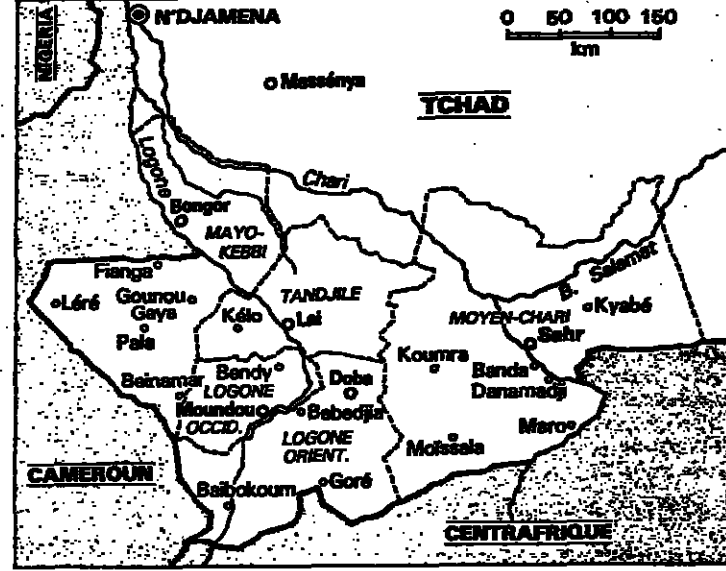 N'DJAMENA
0 50 100 150
km
NIGERIA
Massénya
TCHAD
Logone
Chari
Bongor
MAYO-
KEBBI
B. Salamat
Fianga
Léré
Gounou
Gaya
TANDJILE
Kyabé
Kélo
Laï
MOYEN-CHARI
Pala
Sahr
Koumra
Beinamar
Bendy
Doba
Banda
LOGONE
Danamadji
Moundou
Bebedjia
OCCID.
Maro
LOGONE
ORIENT.
Moïssala
CAMEROUN
Baïbokoum
Goré
CENTRAFRIQUE